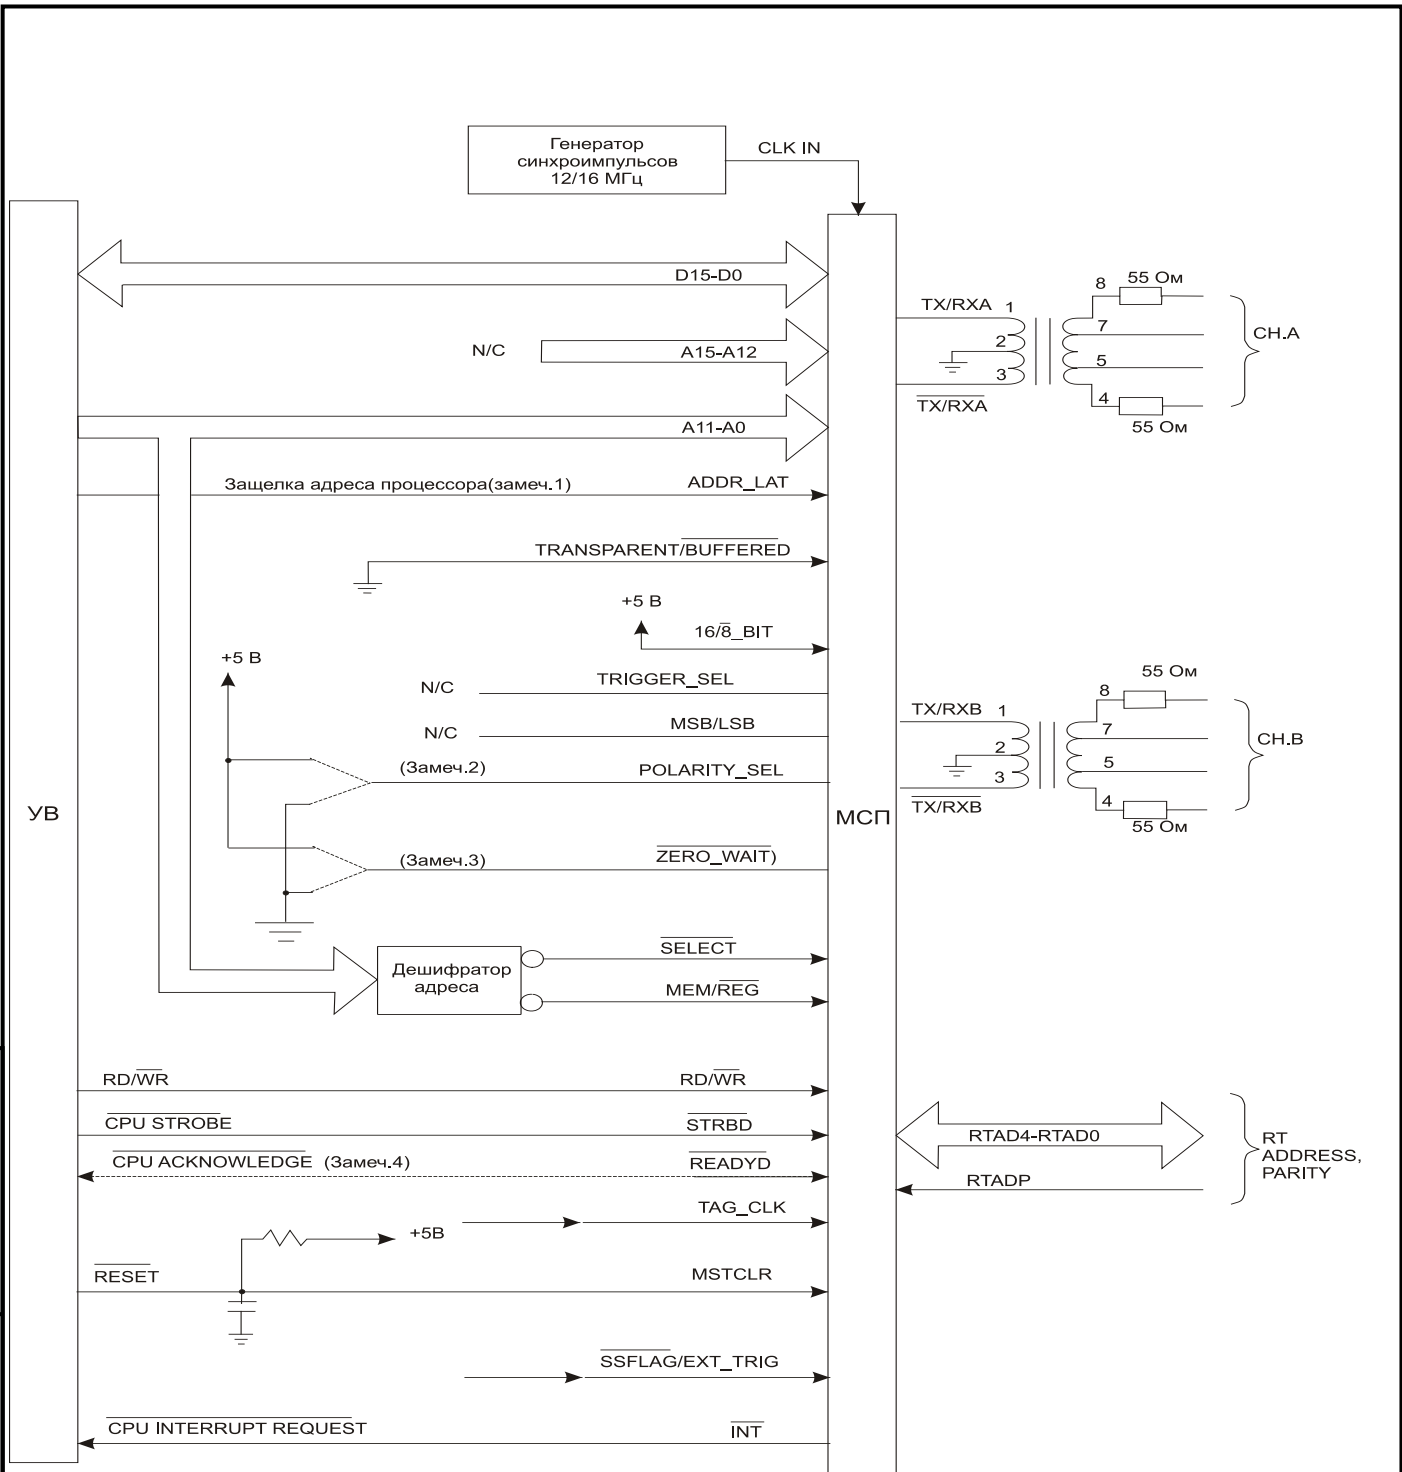 Генератор
синхроимпульсов
12/16 МГц
CLK IN
D15-D0
N/C
A15-A12
A11-A0
Защелка адреса процессора(замеч.1)
ADDR_LAT
TRANSPARENT/BUFFERED
+5 В
16/8_BIT
+5 В
N/C
TRIGGER_SEL
N/C
MSB/LSB
(Замеч.2)
POLARITY_SEL
УВ
МСП
(Замеч.3)
ZERO_WAIT)
SELECT
Дешифратор
адреса
MEM/REG
RD/WR
RD/WR
CPU STROBE
STRBD
CPU ACKNOWLEDGE (Замеч.4)
READYD
TAG_CLK
+5В
RESET
MSTCLR
SSFLAG/EXT_TRIG
CPU INTERRUPT REQUEST
INT
TX/RXA
1
2
3
TX/RXA
8
55 Ом
7
5
4
55 Ом
CH.A
TX/RXB
1
2
3
TX/RXB
8
55 Ом
7
5
4
55 Ом
CH.B
RTAD4-RTAD0
RTADP
RT
ADDRESS,
PARITY